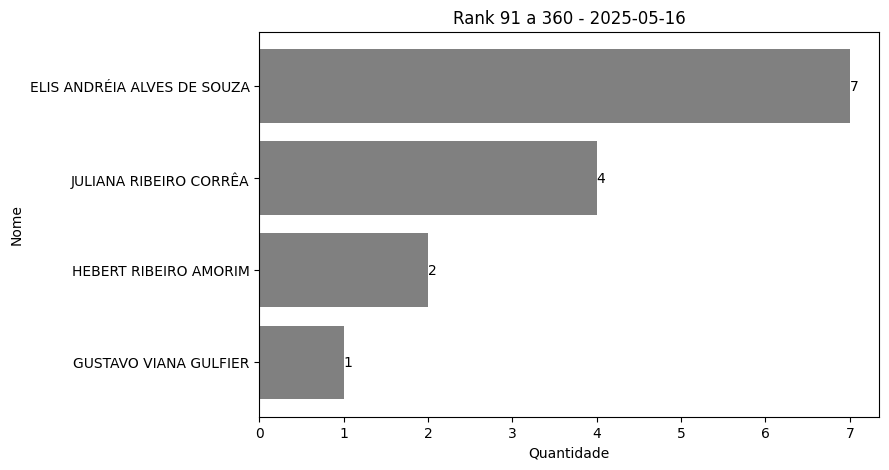 Rank 91 a 360 - 2025-05-16
ELIS ANDRÉIA ALVES DE SOUZA
7
JULIANA RIBEIRO CORRÊA
4
HEBERT RIBEIRO AMORIM
2
GUSTAVO VIANA GULFIER
1
Nome
0 1 2 3 4 5 6 7
Quantidade